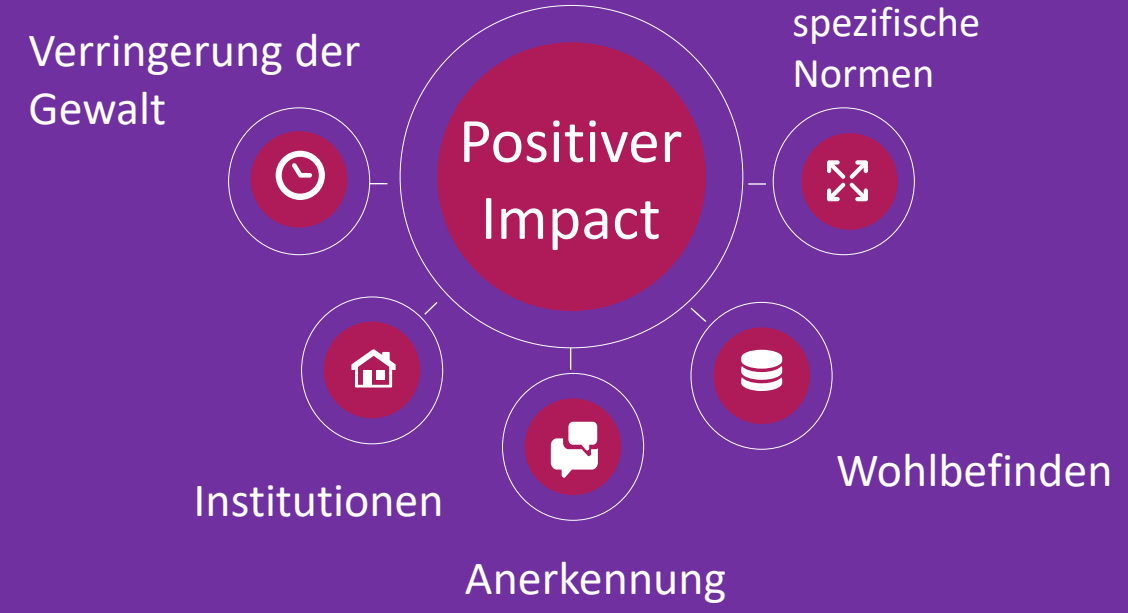 Verringerung der
Gewalt
Positiver
Impact
spezifische
Normen
Institutionen
Anerkennung
Wohlbefinden